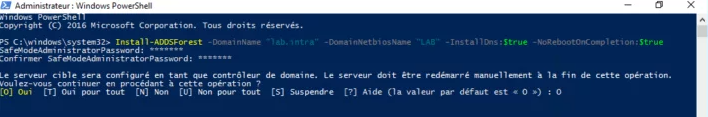 Administrateur : Windows PowerShell
Windows PowerShell
Copyright (C) 2016 Microsoft Corporation. Tous droits réservés.
PS C:\windows\system32> Install-ADDSForest -DomainName "lab.intra" -DomainNetbiosName "LAB" -InstallDns:$true -NoRebootOnCompletion:$true
SafeModeAdministratorPassword: *******
Confirmer SafeModeAdministratorPassword: *******
Le serveur cible sera configuré en tant que contrôleur de domaine. Le serveur doit être redémarré manuellement à la fin de cette opération.
Voulez-vous continuer en procédant à cette opération ?
[O] Oui  [T] Oui pour tout  [N] Non  [U] Non pour tout  [S] Suspendre  [?] Aide (la valeur par défaut est « O ») : O